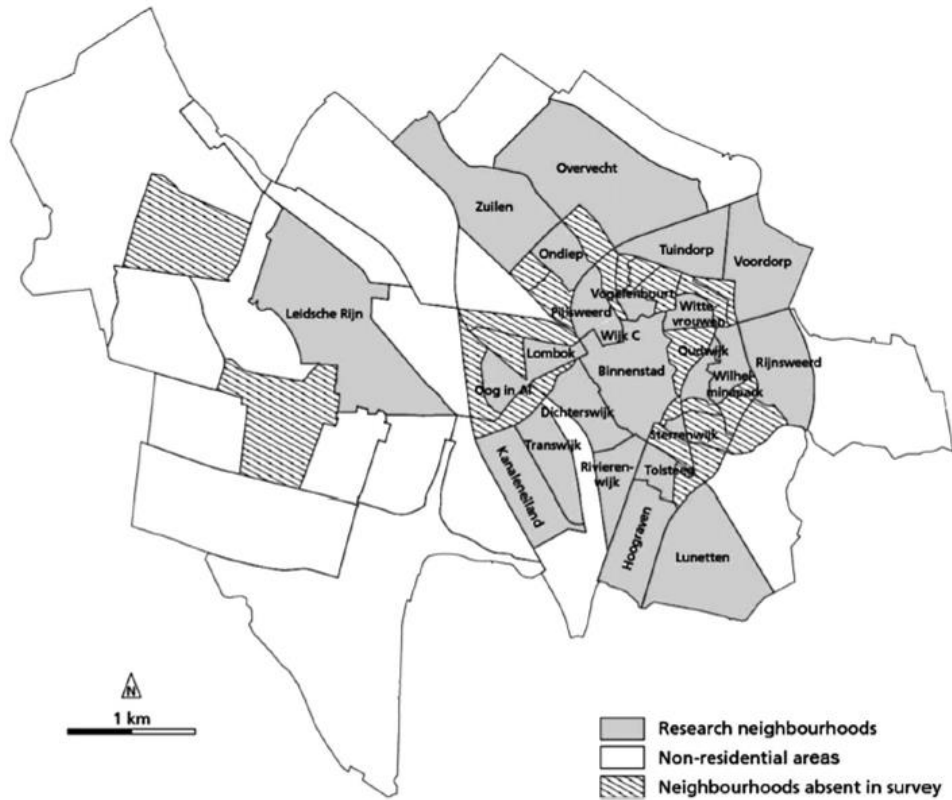 Overvecht
Zuilen
Ondiep
Tuindorp
Voordorp
Vogelenbuurt
Pijlsweerd
Witte
vrouwen
Leidsche Rijn
Wijk C
Lombok
Oudwijk
Rijnsweerd
Binnenstad
Wilhel
minapark
Oog in Al
Dichterswijk
Sterrenwijk
Transwijk
Rivieren-
wijk
Tolsteeg
Kanaleneiland
Hoograven
Lunetten
N
1 km
Research neighbourhoods
Non-residential areas
Neighbourhoods absent in survey